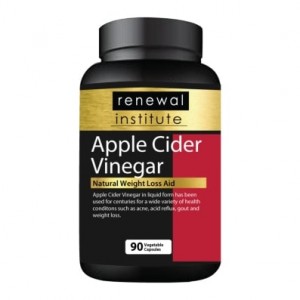 renewal
institute
Apple Cider
Vinegar
Natural Weight Loss Aid
Apple Cider Vinegar in liquid form has been
used for centuries for a wide variety of health
conditons such as acne, acid reflux, gout and
weight loss.
90 Vegetable
Capsules